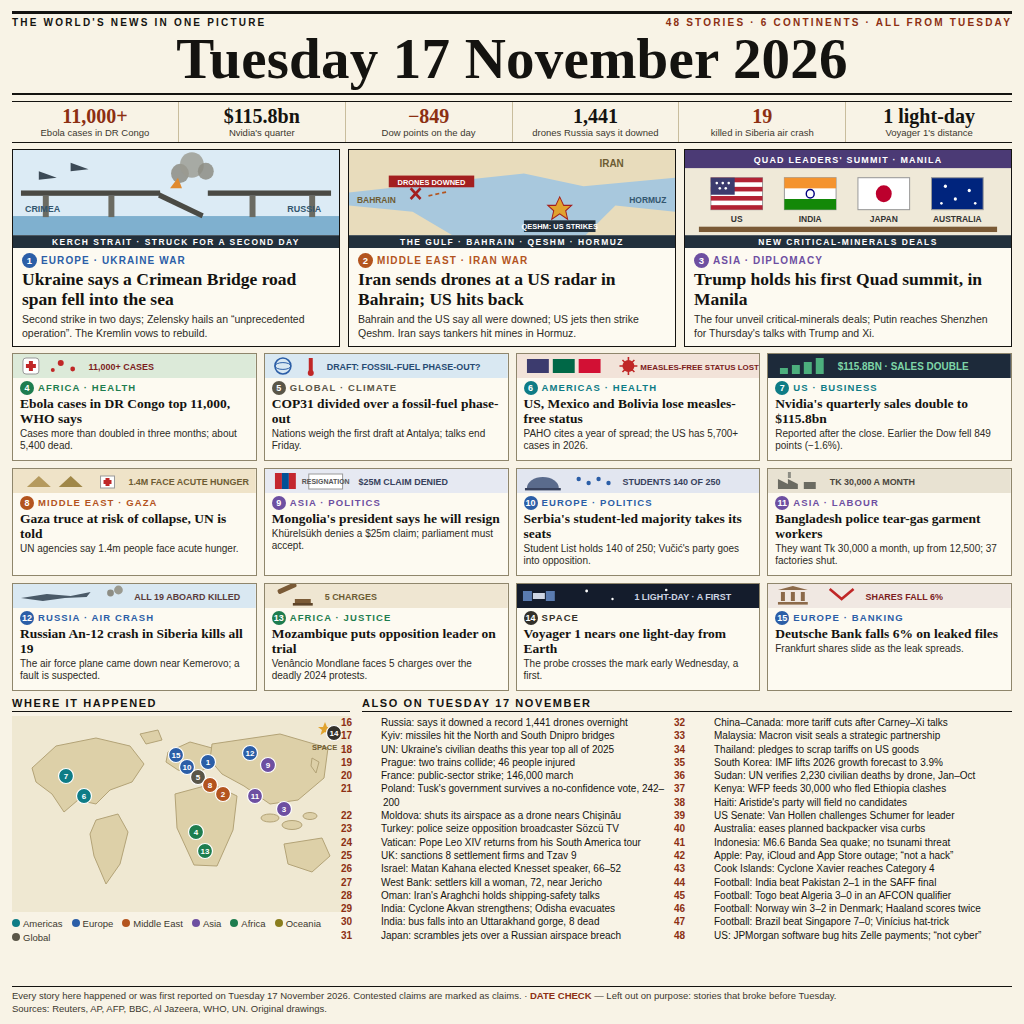 THE WORLD'S NEWS IN ONE PICTURE
48 STORIES · 6 CONTINENTS · ALL FROM TUESDAY
Tuesday 17 November 2026
11,000+
Ebola cases in DR Congo
$115.8bn
Nvidia's quarter
−849
Dow points on the day
1,441
drones Russia says it downed
19
killed in Siberia air crash
1 light-day
Voyager 1's distance
CRIMEA
RUSSIA
KERCH STRAIT · STRUCK FOR A SECOND DAY
1 EUROPE · UKRAINE WAR
Ukraine says a Crimean Bridge road
span fell into the sea
Second strike in two days; Zelensky hails an “unprecedented
operation”. The Kremlin vows to rebuild.
IRAN
DRONES DOWNED
BAHRAIN
HORMUZ
QESHM: US STRIKES
THE GULF · BAHRAIN · QESHM · HORMUZ
2 MIDDLE EAST · IRAN WAR
Iran sends drones at a US radar in
Bahrain; US hits back
Bahrain and the US say all were downed; US jets then strike
Qeshm. Iran says tankers hit mines in Hormuz.
QUAD LEADERS' SUMMIT · MANILA
US
INDIA
JAPAN
AUSTRALIA
NEW CRITICAL-MINERALS DEALS
3 ASIA · DIPLOMACY
Trump holds his first Quad summit, in
Manila
The four unveil critical-minerals deals; Putin reaches Shenzhen
for Thursday's talks with Trump and Xi.
11,000+ CASES
4 AFRICA · HEALTH
Ebola cases in DR Congo top 11,000,
WHO says
Cases more than doubled in three months; about
5,400 dead.
DRAFT: FOSSIL-FUEL PHASE-OUT?
5 GLOBAL · CLIMATE
COP31 divided over a fossil-fuel phase-
out
Nations weigh the first draft at Antalya; talks end
Friday.
MEASLES-FREE STATUS LOST
6 AMERICAS · HEALTH
US, Mexico and Bolivia lose measles-
free status
PAHO cites a year of spread; the US has 5,700+
cases in 2026.
$115.8BN · SALES DOUBLE
7 US · BUSINESS
Nvidia's quarterly sales double to
$115.8bn
Reported after the close. Earlier the Dow fell 849
points (−1.6%).
1.4M FACE ACUTE HUNGER
8 MIDDLE EAST · GAZA
Gaza truce at risk of collapse, UN is
told
UN agencies say 1.4m people face acute hunger.
RESIGNATION
$25M CLAIM DENIED
9 ASIA · POLITICS
Mongolia's president says he will resign
Khürelsükh denies a $25m claim; parliament must
accept.
STUDENTS 140 OF 250
10 EUROPE · POLITICS
Serbia's student-led majority takes its
seats
Student List holds 140 of 250; Vučić's party goes
into opposition.
TK 30,000 A MONTH
11 ASIA · LABOUR
Bangladesh police tear-gas garment
workers
They want Tk 30,000 a month, up from 12,500; 37
factories shut.
ALL 19 ABOARD KILLED
12 RUSSIA · AIR CRASH
Russian An-12 crash in Siberia kills all
19
The air force plane came down near Kemerovo; a
fault is suspected.
5 CHARGES
13 AFRICA · JUSTICE
Mozambique puts opposition leader on
trial
Venâncio Mondlane faces 5 charges over the
deadly 2024 protests.
1 LIGHT-DAY · A FIRST
14 SPACE
Voyager 1 nears one light-day from
Earth
The probe crosses the mark early Wednesday, a
first.
SHARES FALL 6%
15 EUROPE · BANKING
Deutsche Bank falls 6% on leaked files
Frankfurt shares slide as the leak spreads.
WHERE IT HAPPENED
14
SPACE
15
10
1
12
9
5
8
2
11
3
7
6
4
13
Americas Europe Middle East Asia Africa Oceania
Global
ALSO ON TUESDAY 17 NOVEMBER
16 Russia: says it downed a record 1,441 drones overnight
17 Kyiv: missiles hit the North and South Dnipro bridges
18 UN: Ukraine's civilian deaths this year top all of 2025
19 Prague: two trains collide; 46 people injured
20 France: public-sector strike; 146,000 march
21 Poland: Tusk's government survives a no-confidence vote, 242–
200
22 Moldova: shuts its airspace as a drone nears Chișinău
23 Turkey: police seize opposition broadcaster Sözcü TV
24 Vatican: Pope Leo XIV returns from his South America tour
25 UK: sanctions 8 settlement firms and Tzav 9
26 Israel: Matan Kahana elected Knesset speaker, 66–52
27 West Bank: settlers kill a woman, 72, near Jericho
28 Oman: Iran's Araghchi holds shipping-safety talks
29 India: Cyclone Akvan strengthens; Odisha evacuates
30 India: bus falls into an Uttarakhand gorge, 8 dead
31 Japan: scrambles jets over a Russian airspace breach
32 China–Canada: more tariff cuts after Carney–Xi talks
33 Malaysia: Macron visit seals a strategic partnership
34 Thailand: pledges to scrap tariffs on US goods
35 South Korea: IMF lifts 2026 growth forecast to 3.9%
36 Sudan: UN verifies 2,230 civilian deaths by drone, Jan–Oct
37 Kenya: WFP feeds 30,000 who fled Ethiopia clashes
38 Haiti: Aristide's party will field no candidates
39 US Senate: Van Hollen challenges Schumer for leader
40 Australia: eases planned backpacker visa curbs
41 Indonesia: M6.6 Banda Sea quake; no tsunami threat
42 Apple: Pay, iCloud and App Store outage; “not a hack”
43 Cook Islands: Cyclone Xavier reaches Category 4
44 Football: India beat Pakistan 2–1 in the SAFF final
45 Football: Togo beat Algeria 3–0 in an AFCON qualifier
46 Football: Norway win 3–2 in Denmark; Haaland scores twice
47 Football: Brazil beat Singapore 7–0; Vinícius hat-trick
48 US: JPMorgan software bug hits Zelle payments; “not cyber”
Every story here happened or was first reported on Tuesday 17 November 2026. Contested claims are marked as claims. · DATE CHECK — Left out on purpose: stories that broke before Tuesday.
Sources: Reuters, AP, AFP, BBC, Al Jazeera, WHO, UN. Original drawings.